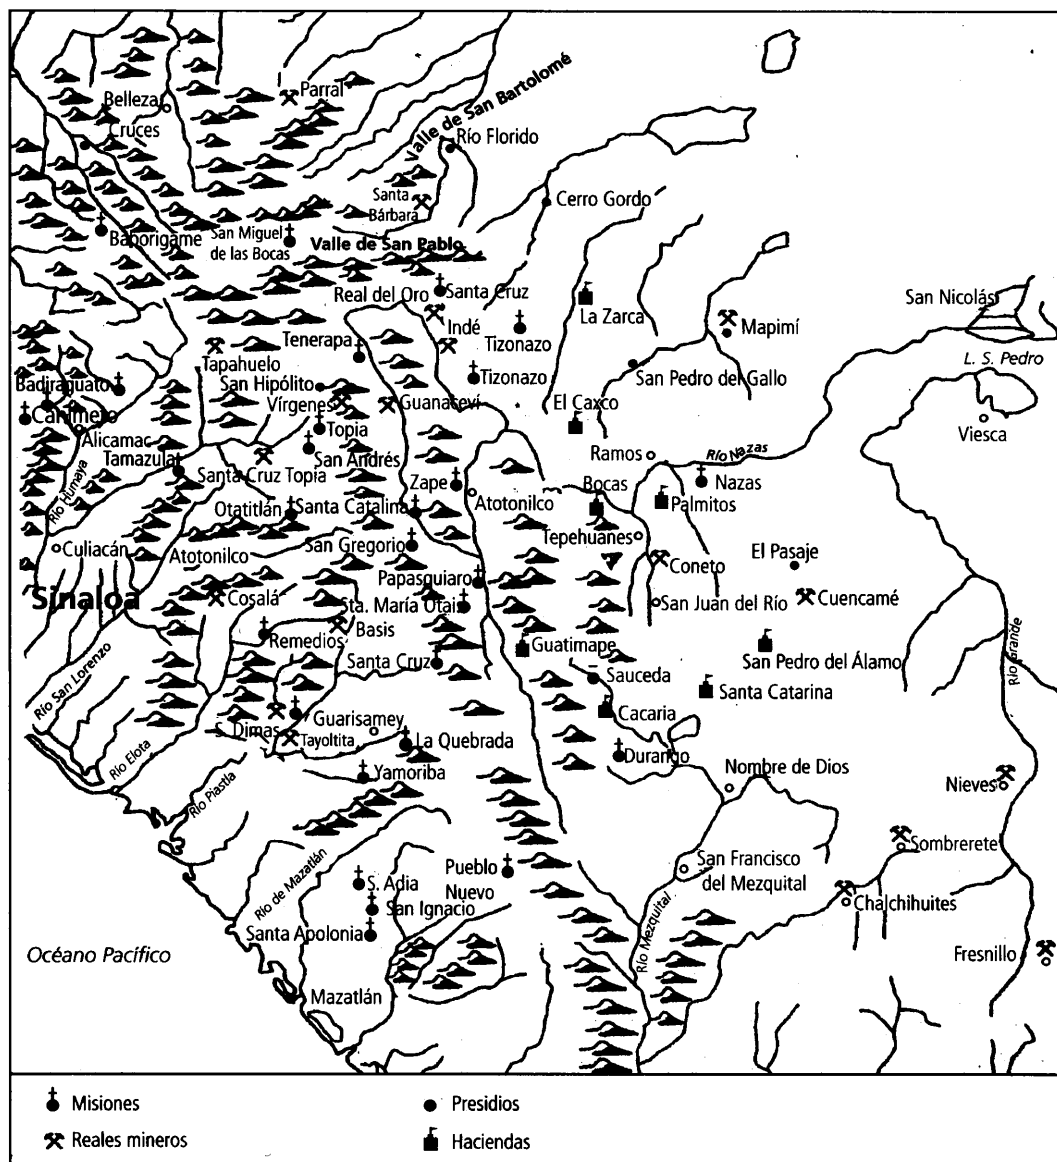 Parral
Belleza
Cruces
Valle de San Bartolomé
Río Florido
Santa
Bárbara
Cerro Gordo
Baborigame
San Miguel
de las Bocas
Valle de San Pablo
Real del Oro
Santa Cruz
La Zarca
San Nicolás
Indé
Tizonazo
Mapimí
Tenerapa
Tapahuelo
L. S. Pedro
Badiraguato
San Hipólito
Tizonazo
San Pedro del Gallo
Vírgenes
Guanaceví
El Caxco
Alicamac
Topia
Viesca
Tamazula
San Andrés
Ramos
Río Nazas
Santa Cruz Topia
Zape
Bocas
Nazas
Río Humaya
Otatitlán
Santa Catalina
Atotonilco
Palmitos
Culiacán
Atotonilco
San Gregorio
Tepehuanes
El Pasaje
Coneto
Sinaloa
Papasquiaro
Cosalá
Sta. María Otais
San Juan del Río
Cuencamé
Remedios
Basis
Guatimape
San Pedro del Álamo
Río Grande
Santa Cruz
Sauceda
Santa Catarina
Río San Lorenzo
Guarisamey
Cacaria
S. Dimas
Tayoltita
La Quebrada
Durango
Río Elota
Yamoriba
Nombre de Dios
Nieves
Río Piastla
Sombrerete
Pueblo
Nuevo
San Francisco
del Mezquital
Río de Mazatlán
S. Adia
San Ignacio
Chalchihuites
Santa Apolonia
Río Mezquital
Océano Pacífico
Fresnillo
Mazatlán
Misiones
Presidios
Reales mineros
Haciendas